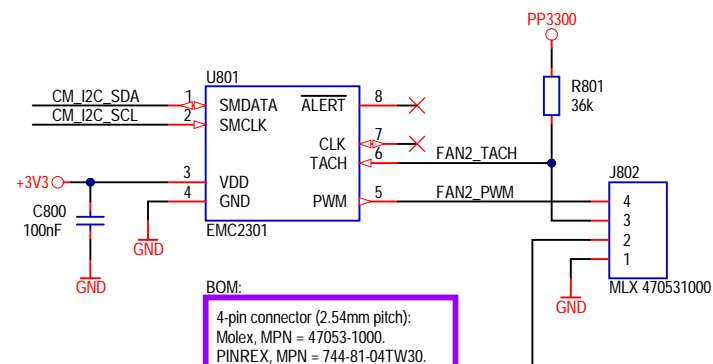 PP3300
U801
R801
36k
CM_I2C_SDA 1 SMDATA ALERT 8
CM_I2C_SCL 2 SMCLK
CLK 7
TACH 6 FAN2_TACH
J802
+3V3 3 VDD
4 GND PWM 5 FAN2_PWM 4
3
2
1
C800
100nF
EMC2301
GND
GND
GND
MLX 470531000
BOM:
4-pin connector (2.54mm pitch):
Molex, MPN = 47053-1000.
PINREX, MPN = 744-81-04TW30.